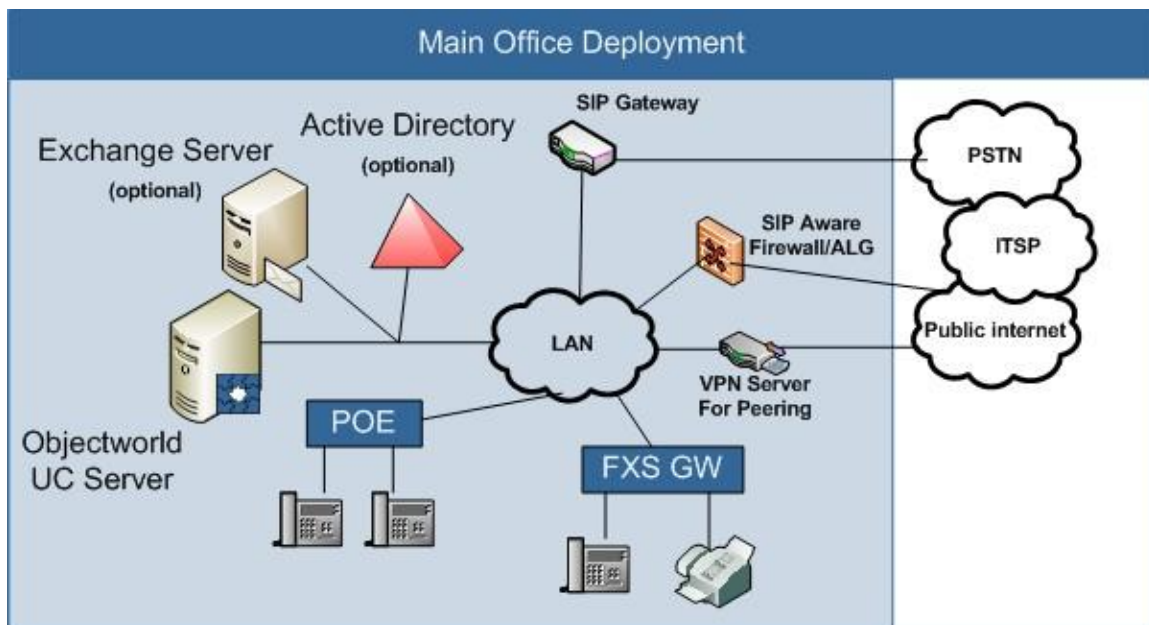 Main Office Deployment
SIP Gateway
Active Directory
(optional)
Exchange Server
(optional)
PSTN
SIP Aware
Firewall/ALG
ITSP
Public internet
LAN
VPN Server
For Peering
Objectworld
UC Server
POE
FXS GW